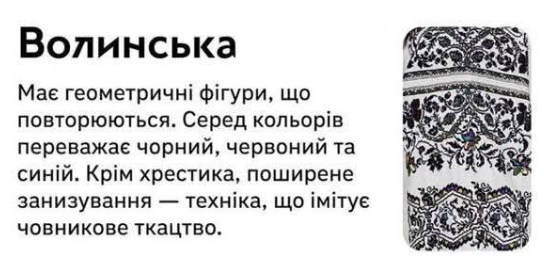 Волинська
Має геометричні фігури, що
повторюються. Серед кольорів
переважає чорний, червоний та
синій. Крім хрестика, поширене
занизування — техніка, що імітує
човникове ткацтво.